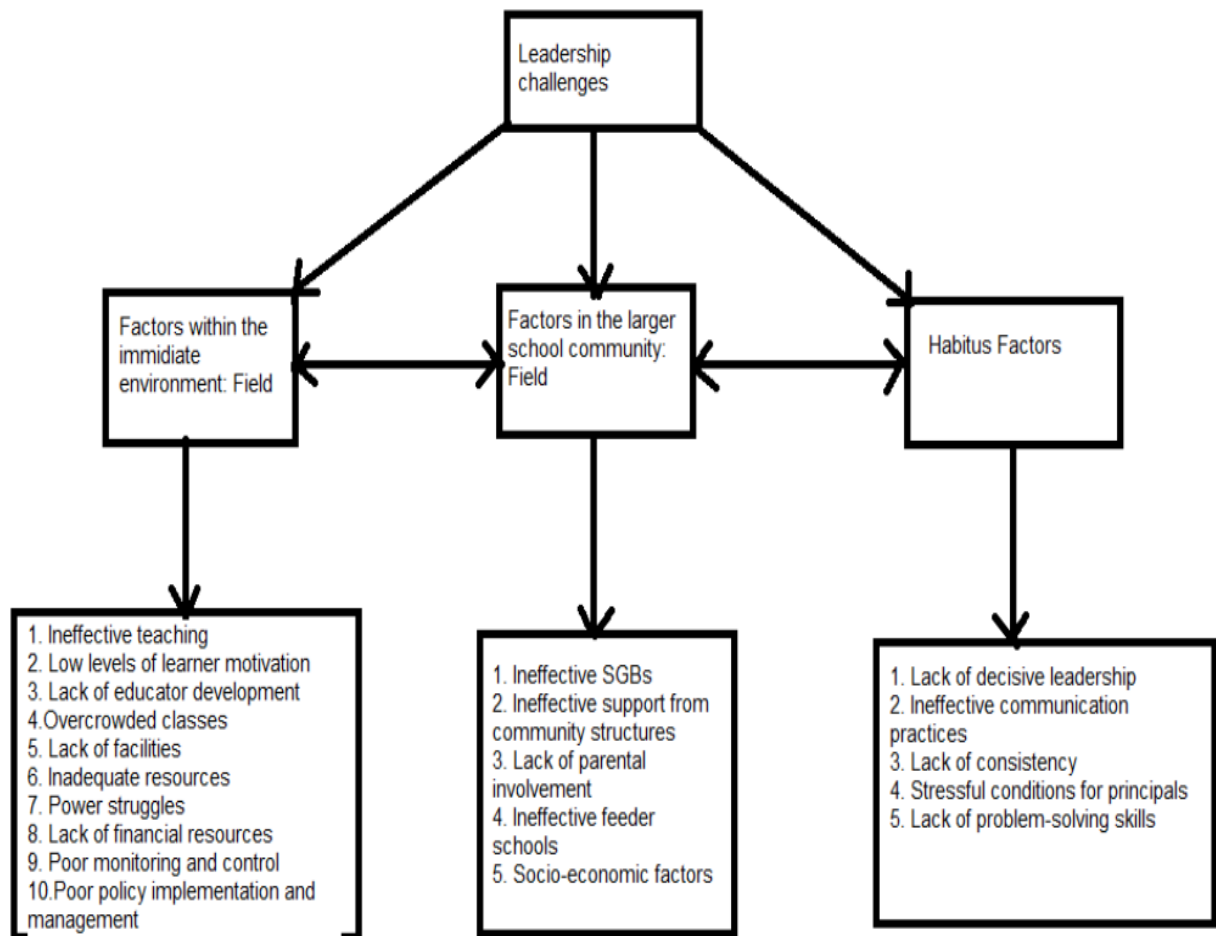 Leadership
challenges
Factors within the
immidiate
environment: Field
Factors in the larger
school community:
Field
Habitus Factors
1. Ineffective teaching
2. Low levels of learner motivation
3. Lack of educator development
4.Overcrowded classes
5. Lack of facilities
6. Inadequate resources
7. Power struggles
8. Lack of financial resources
9. Poor monitoring and control
10.Poor policy implementation and
management
1. Ineffective SGBs
2. Ineffective support from
community structures
3. Lack of parental
involvement
4. Ineffective feeder
schools
5. Socio-economic factors
1. Lack of decisive leadership
2. Ineffective communication
practices
3. Lack of consistency
4. Stressful conditions for principals
5. Lack of problem-solving skills